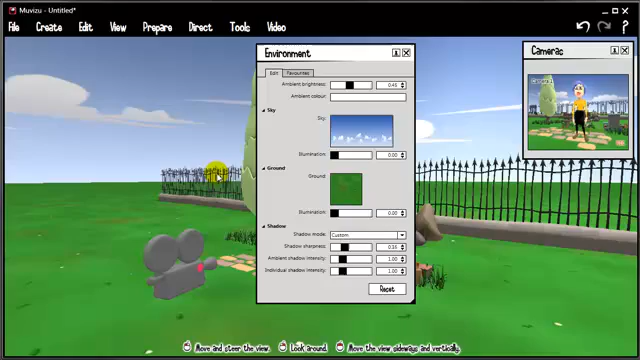 Muvizu - Untitled*
File Create Edit View Prepare Direct Tools Video
Environment
Edit Favourites
Ambient brightness: 0.45
Ambient colour:
Sky
Sky:
Illumination: 0.00
Ground
Ground:
Illumination: 0.00
Shadow
Shadow mode: Custom
Shadow sharpness: 0.16
Ambient shadow intensity: 1.00
Individual shadow intensity: 1.00
Reset
Cameras
Camera 1
Move and steer the view. Look around. Move the view sideways and vertically.